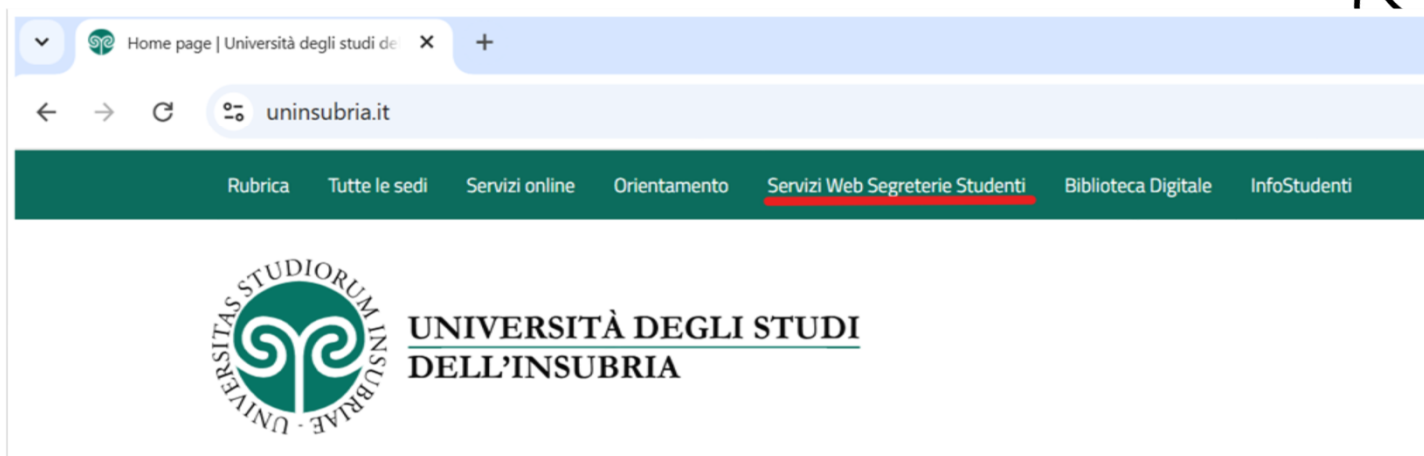 Home page | Università degli studi de
uninsubria.it
Rubrica Tutte le sedi Servizi online Orientamento Servizi Web Segreterie Studenti Biblioteca Digitale InfoStudenti
UNIVERSITAS STUDIORUM INSUBRIAE
UNIVERSITÀ DEGLI STUDI
DELL'INSUBRIA